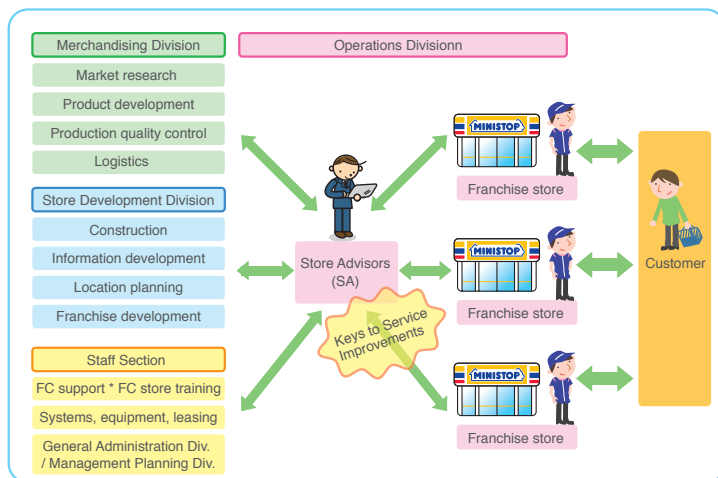 Merchandising Division
Market research
Product development
Production quality control
Logistics
Store Development Division
Construction
Information development
Location planning
Franchise development
Staff Section
FC support * FC store training
Systems, equipment, leasing
General Administration Div.
/ Management Planning Div.
Operations Divisionn
Store Advisors
(SA)
Keys to Service
Improvements
MINISTOP
Franchise store
MINISTOP
Franchise store
MINISTOP
Franchise store
Customer